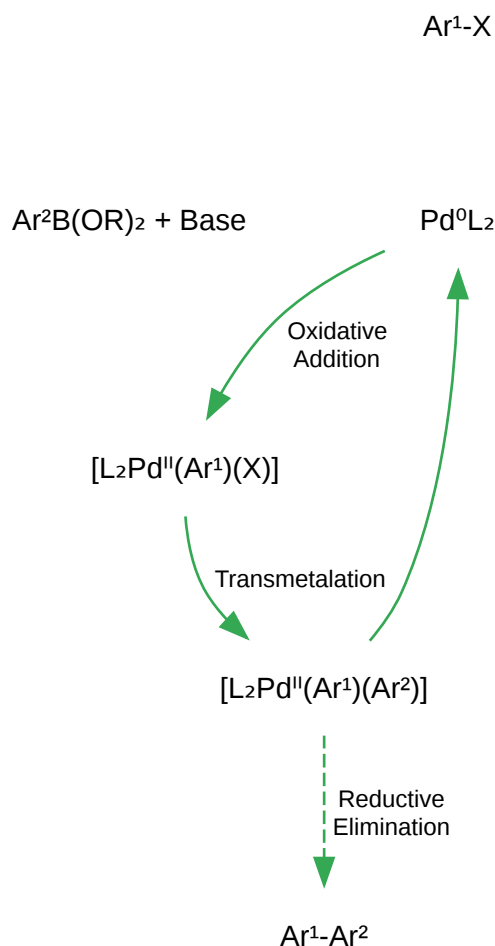 Ar¹-X
Ar²B(OR)₂ + Base
Pd⁰L₂
Oxidative
Addition
[L₂Pdᴵᴵ(Ar¹)(X)]
Transmetalation
[L₂Pdᴵᴵ(Ar¹)(Ar²)]
Reductive
Elimination
Ar¹-Ar²